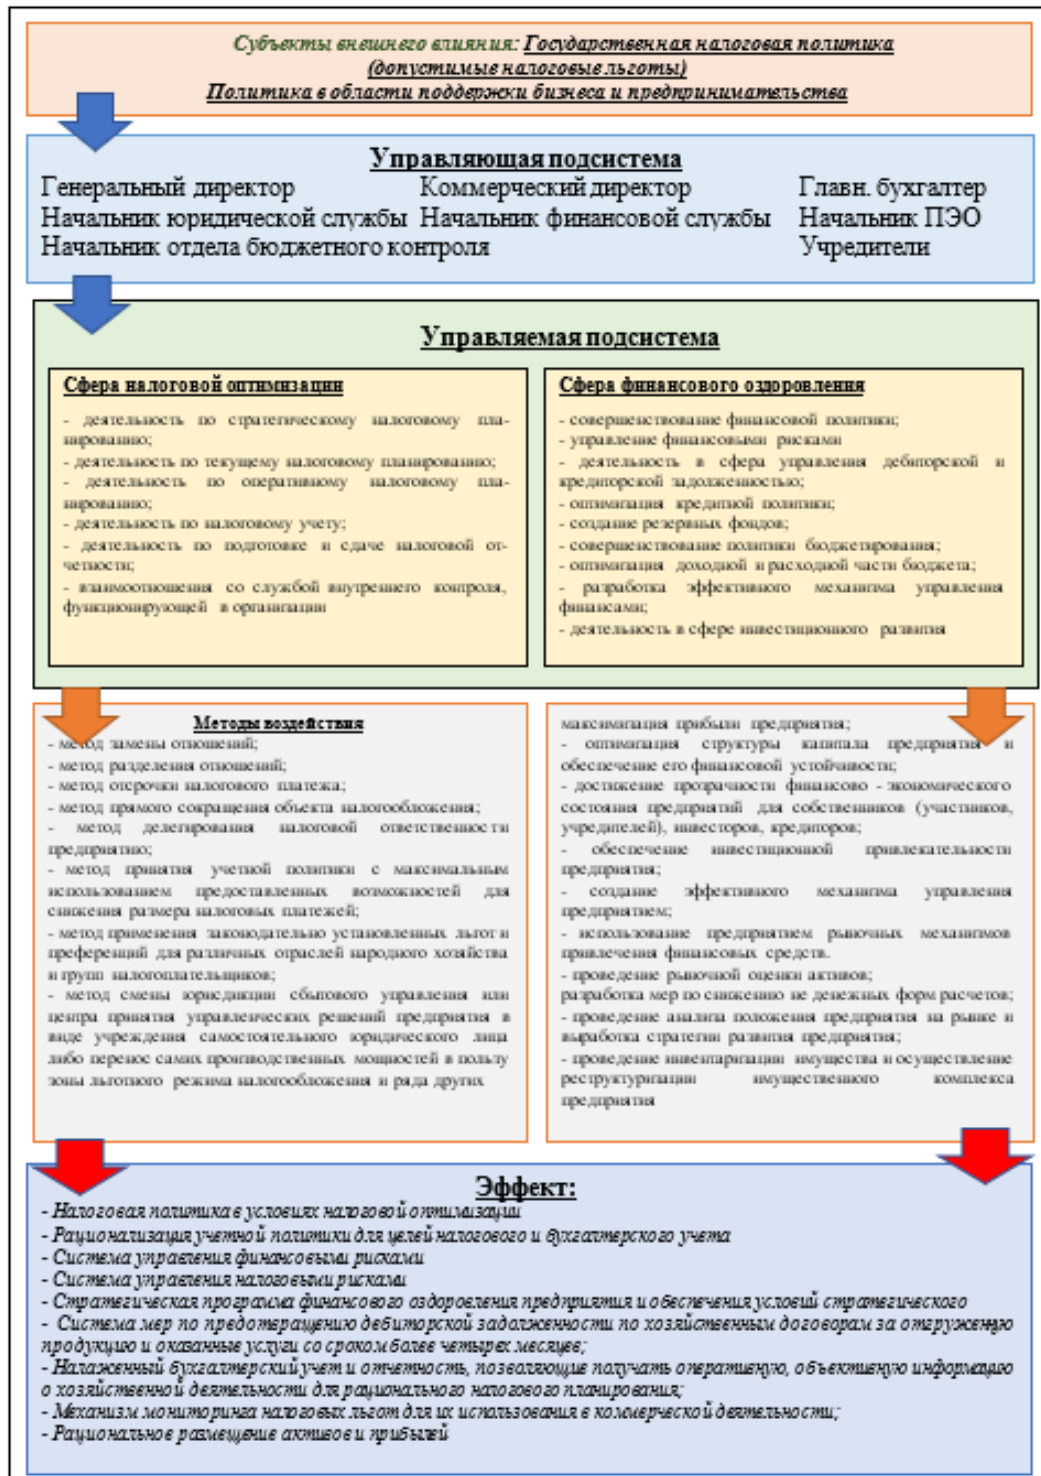 Субъекты внешнего влияния: Государственная налоговая политика
(допустимые налоговые льготы)
Политика в области поддержки бизнеса и предпринимательства
Управляющая подсистема
Генеральный директор Коммерческий директор Главн. бухгалтер
Начальник юридической службы Начальник финансовой службы Начальник ПЭО
Начальник отдела бюджетного контроля Учредители
Управляемая подсистема
Сфера налоговой оптимизации
- деятельность по стратегическому налоговому пла-
нированию;
- деятельность по текущему налоговому планированию;
- деятельность по оперативному налоговому пла-
нированию;
- деятельность по налоговому учету;
- деятельность по подготовке и сдаче налоговой от-
четности;
- взаимоотношения со службой внутреннего контроля,
функционирующей в организации
Сфера финансового оздоровления
- совершенствование финансовой политики;
- управление финансовыми рисками
- деятельность в сфера управления дебиторской и
кредиторской задолженностью;
- оптимизация кредитной политики;
- создание резервных фондов;
- совершенствование политики бюджетирования;
- оптимизация доходной и расходной части бюджета;
- разработка эффективного механизма управления
финансами;
- деятельность в сфере инвестиционного развития
Методы воздействия
- метод замены отношений;
- метод разделения отношений;
- метод отсрочки налогового платежа;
- метод прямого сокращения объекта налогообложения;
- метод делегирования налоговой ответственности
предприятию;
- метод принятия учетной политики с максимальным
использованием предоставленных возможностей для
снижения размера налоговых платежей;
- метод применения законодательно установленных льгот и
преференций для различных отраслей народного хозяйства
и групп налогоплательщиков;
- метод смены юрисдикции сбытового управления или
центра принятия управленческих решений предприятия в
виде учреждения самостоятельного юридического лица
либо перенос самих производственных мощностей в пользу
зоны льготного режима налогообложения и ряда других
максимизация прибыли предприятия;
- оптимизация структуры капитала предприятия и
обеспечение его финансовой устойчивости;
- достижение прозрачности финансово - экономического
состояния предприятий для собственников (участников,
учредителей), инвесторов, кредиторов;
- обеспечение инвестиционной привлекательности
предприятия;
- создание эффективного механизма управления
предприятием;
- использование предприятием рыночных механизмов
привлечения финансовых средств.
- проведение рыночной оценки активов;
разработка мер по снижению не денежных форм расчетов;
- проведение анализа положения предприятия на рынке и
выработка стратегии развития предприятия;
- проведение инвентаризации имущества и осуществление
реструктуризации имущественного комплекса
предприятия
Эффект:
- Налоговая политика в условиях налоговой оптимизации
- Рационализация учетной политики для целей налогового и бухгалтерского учета
- Система управления финансовыми рисками
- Система управления налоговыми рисками
- Стратегическая программа финансового оздоровления предприятия и обеспечения условий стратегического
- Система мер по предотвращению дебиторской задолженности по хозяйственным договорам за отгруженную
продукцию и оказанные услуги со сроком более четырех месяцев;
- Налаженный бухгалтерский учет и отчетность, позволяющие получать оперативную, объективную информацию
о хозяйственной деятельности для рационального налогового планирования;
- Механизм мониторинга налоговых льгот для их использования в коммерческой деятельности;
- Рациональное размещение активов и прибылей